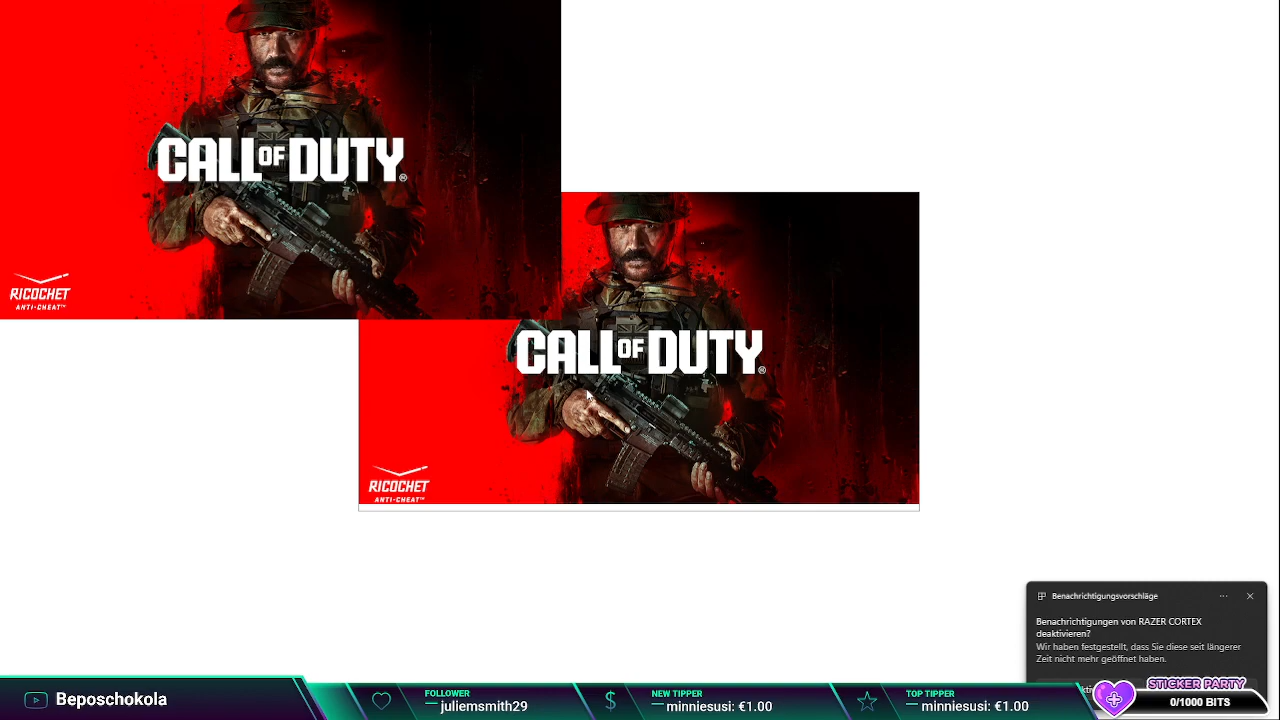 CALL OF DUTY®
RICOCHET
ANTI-CHEAT™
CALL OF DUTY®
RICOCHET
ANTI-CHEAT™
Benachrichtigungsvorschläge
Benachrichtigungen von RAZER CORTEX
deaktivieren?
Wir haben festgestellt, dass Sie diese seit längerer
Zeit nicht mehr geöffnet haben.
Beposchokola
FOLLOWER
juliemsmith29
NEW TIPPER
minniesusi: €1.00
TOP TIPPER
minniesusi: €1.00
STICKER PARTY
0/1000 BITS